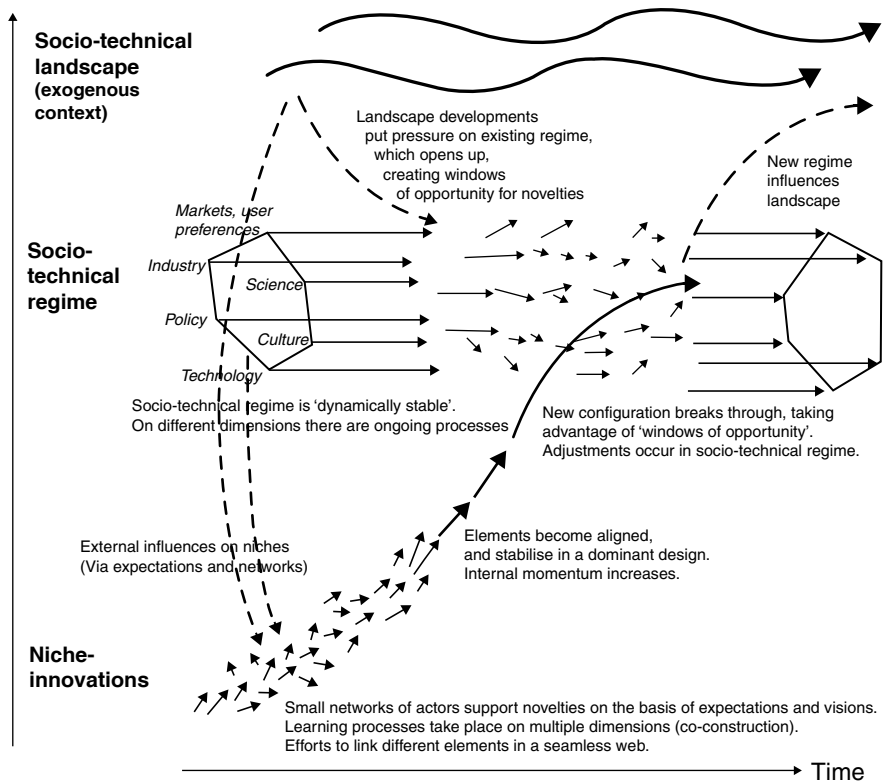 Socio-technical
landscape
(exogenous
context)
Landscape developments
put pressure on existing regime,
which opens up,
creating windows
of opportunity for novelties
New regime
influences
landscape
Markets, user
preferences
Socio-
technical
regime
Industry
Science
Policy
Culture
Technology
Socio-technical regime is ‘dynamically stable’.
On different dimensions there are ongoing processes
New configuration breaks through, taking
advantage of ‘windows of opportunity’.
Adjustments occur in socio-technical regime.
External influences on niches
(Via expectations and networks)
Elements become aligned,
and stabilise in a dominant design.
Internal momentum increases.
Niche-
innovations
Small networks of actors support novelties on the basis of expectations and visions.
Learning processes take place on multiple dimensions (co-construction).
Efforts to link different elements in a seamless web.
Time